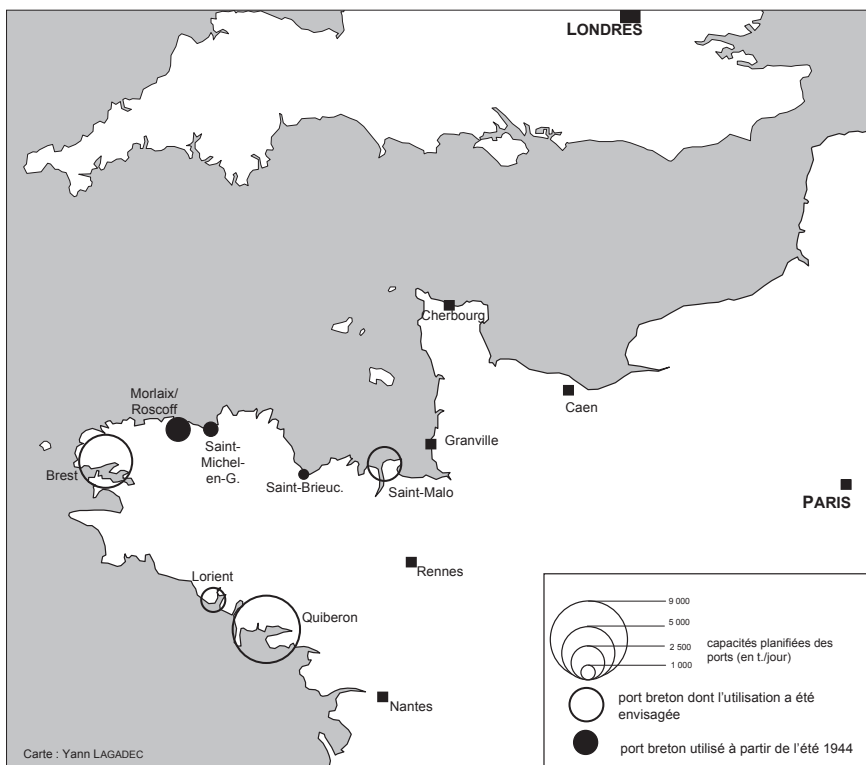 LONDRES
Cherbourg
Morlaix/
Roscoff
Caen
Granville
Saint-
Michel-
en-G.
Brest
Saint-Brieuc.
Saint-Malo
PARIS
Rennes
Lorient
Quiberon
Nantes
9 000
5 000
2 500
1 000
capacités planifiées des
ports (en t./jour)
port breton dont l'utilisation a été
envisagée
port breton utilisé à partir de l'été 1944
Carte : Yann LAGADEC